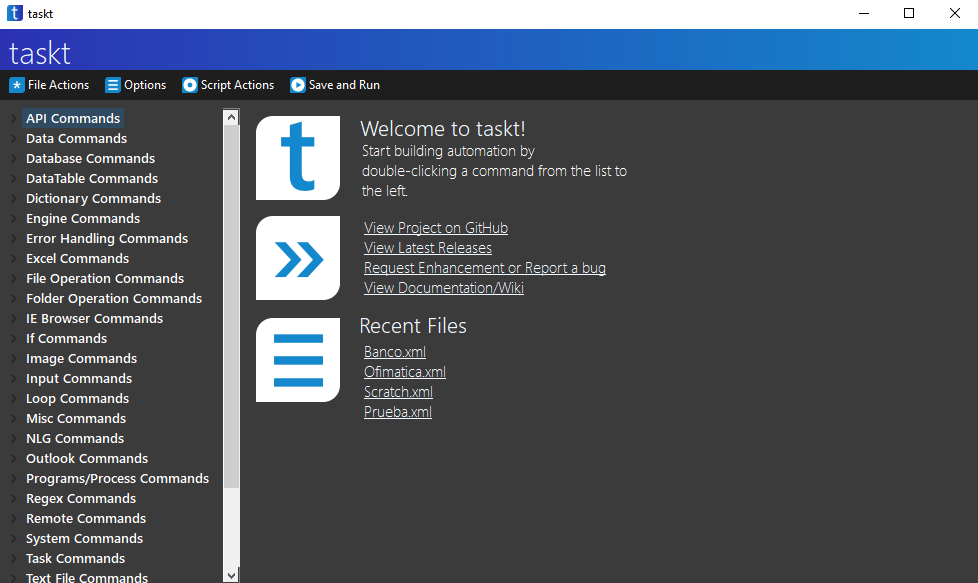 taskt
taskt
File Actions
Options
Script Actions
Save and Run
API Commands
Data Commands
Database Commands
DataTable Commands
Dictionary Commands
Engine Commands
Error Handling Commands
Excel Commands
File Operation Commands
Folder Operation Commands
IE Browser Commands
If Commands
Image Commands
Input Commands
Loop Commands
Misc Commands
NLG Commands
Outlook Commands
Programs/Process Commands
Regex Commands
Remote Commands
System Commands
Task Commands
Text File Commands
Welcome to taskt!
Start building automation by
double-clicking a command from the list to
the left.
View Project on GitHub
View Latest Releases
Request Enhancement or Report a bug
View Documentation/Wiki
Recent Files
Banco.xml
Ofimatica.xml
Scratch.xml
Prueba.xml